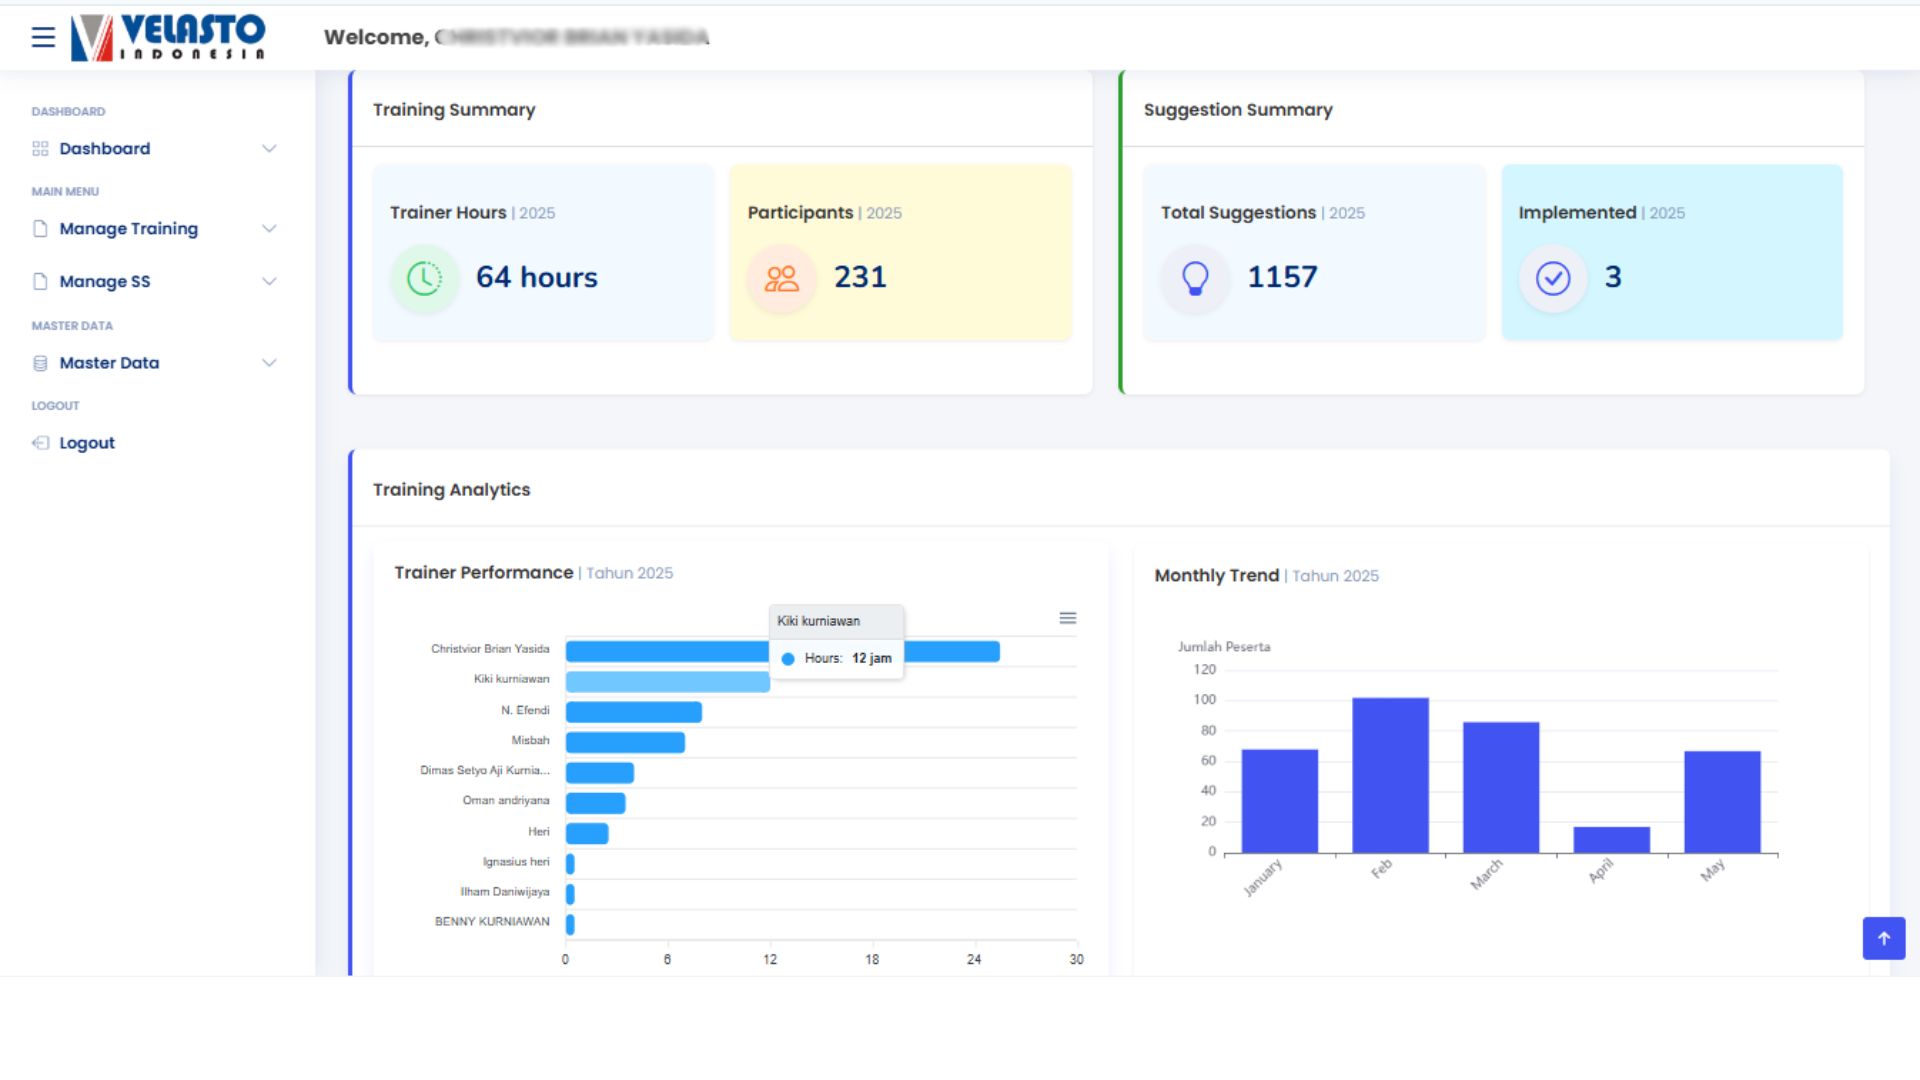 VELASTO
INDONESIA
Welcome,
DASHBOARD
Dashboard
MAIN MENU
Manage Training
Manage SS
MASTER DATA
Master Data
LOGOUT
Logout
Training Summary
Trainer Hours | 2025
64 hours
Participants | 2025
231
Suggestion Summary
Total Suggestions | 2025
1157
Implemented | 2025
3
Training Analytics
Trainer Performance | Tahun 2025
Kiki kurniawan
Hours: 12 jam
Christvior Brian Yasida
Kiki kurniawan
N. Efendi
Misbah
Dimas Setyo Aji Kurnia...
Oman andriyana
Heri
Ignasius heri
Ilham Daniwijaya
BENNY KURNIAWAN
0 6 12 18 24 30
Monthly Trend | Tahun 2025
Jumlah Peserta
120
100
80
60
40
20
0
January Feb March April May